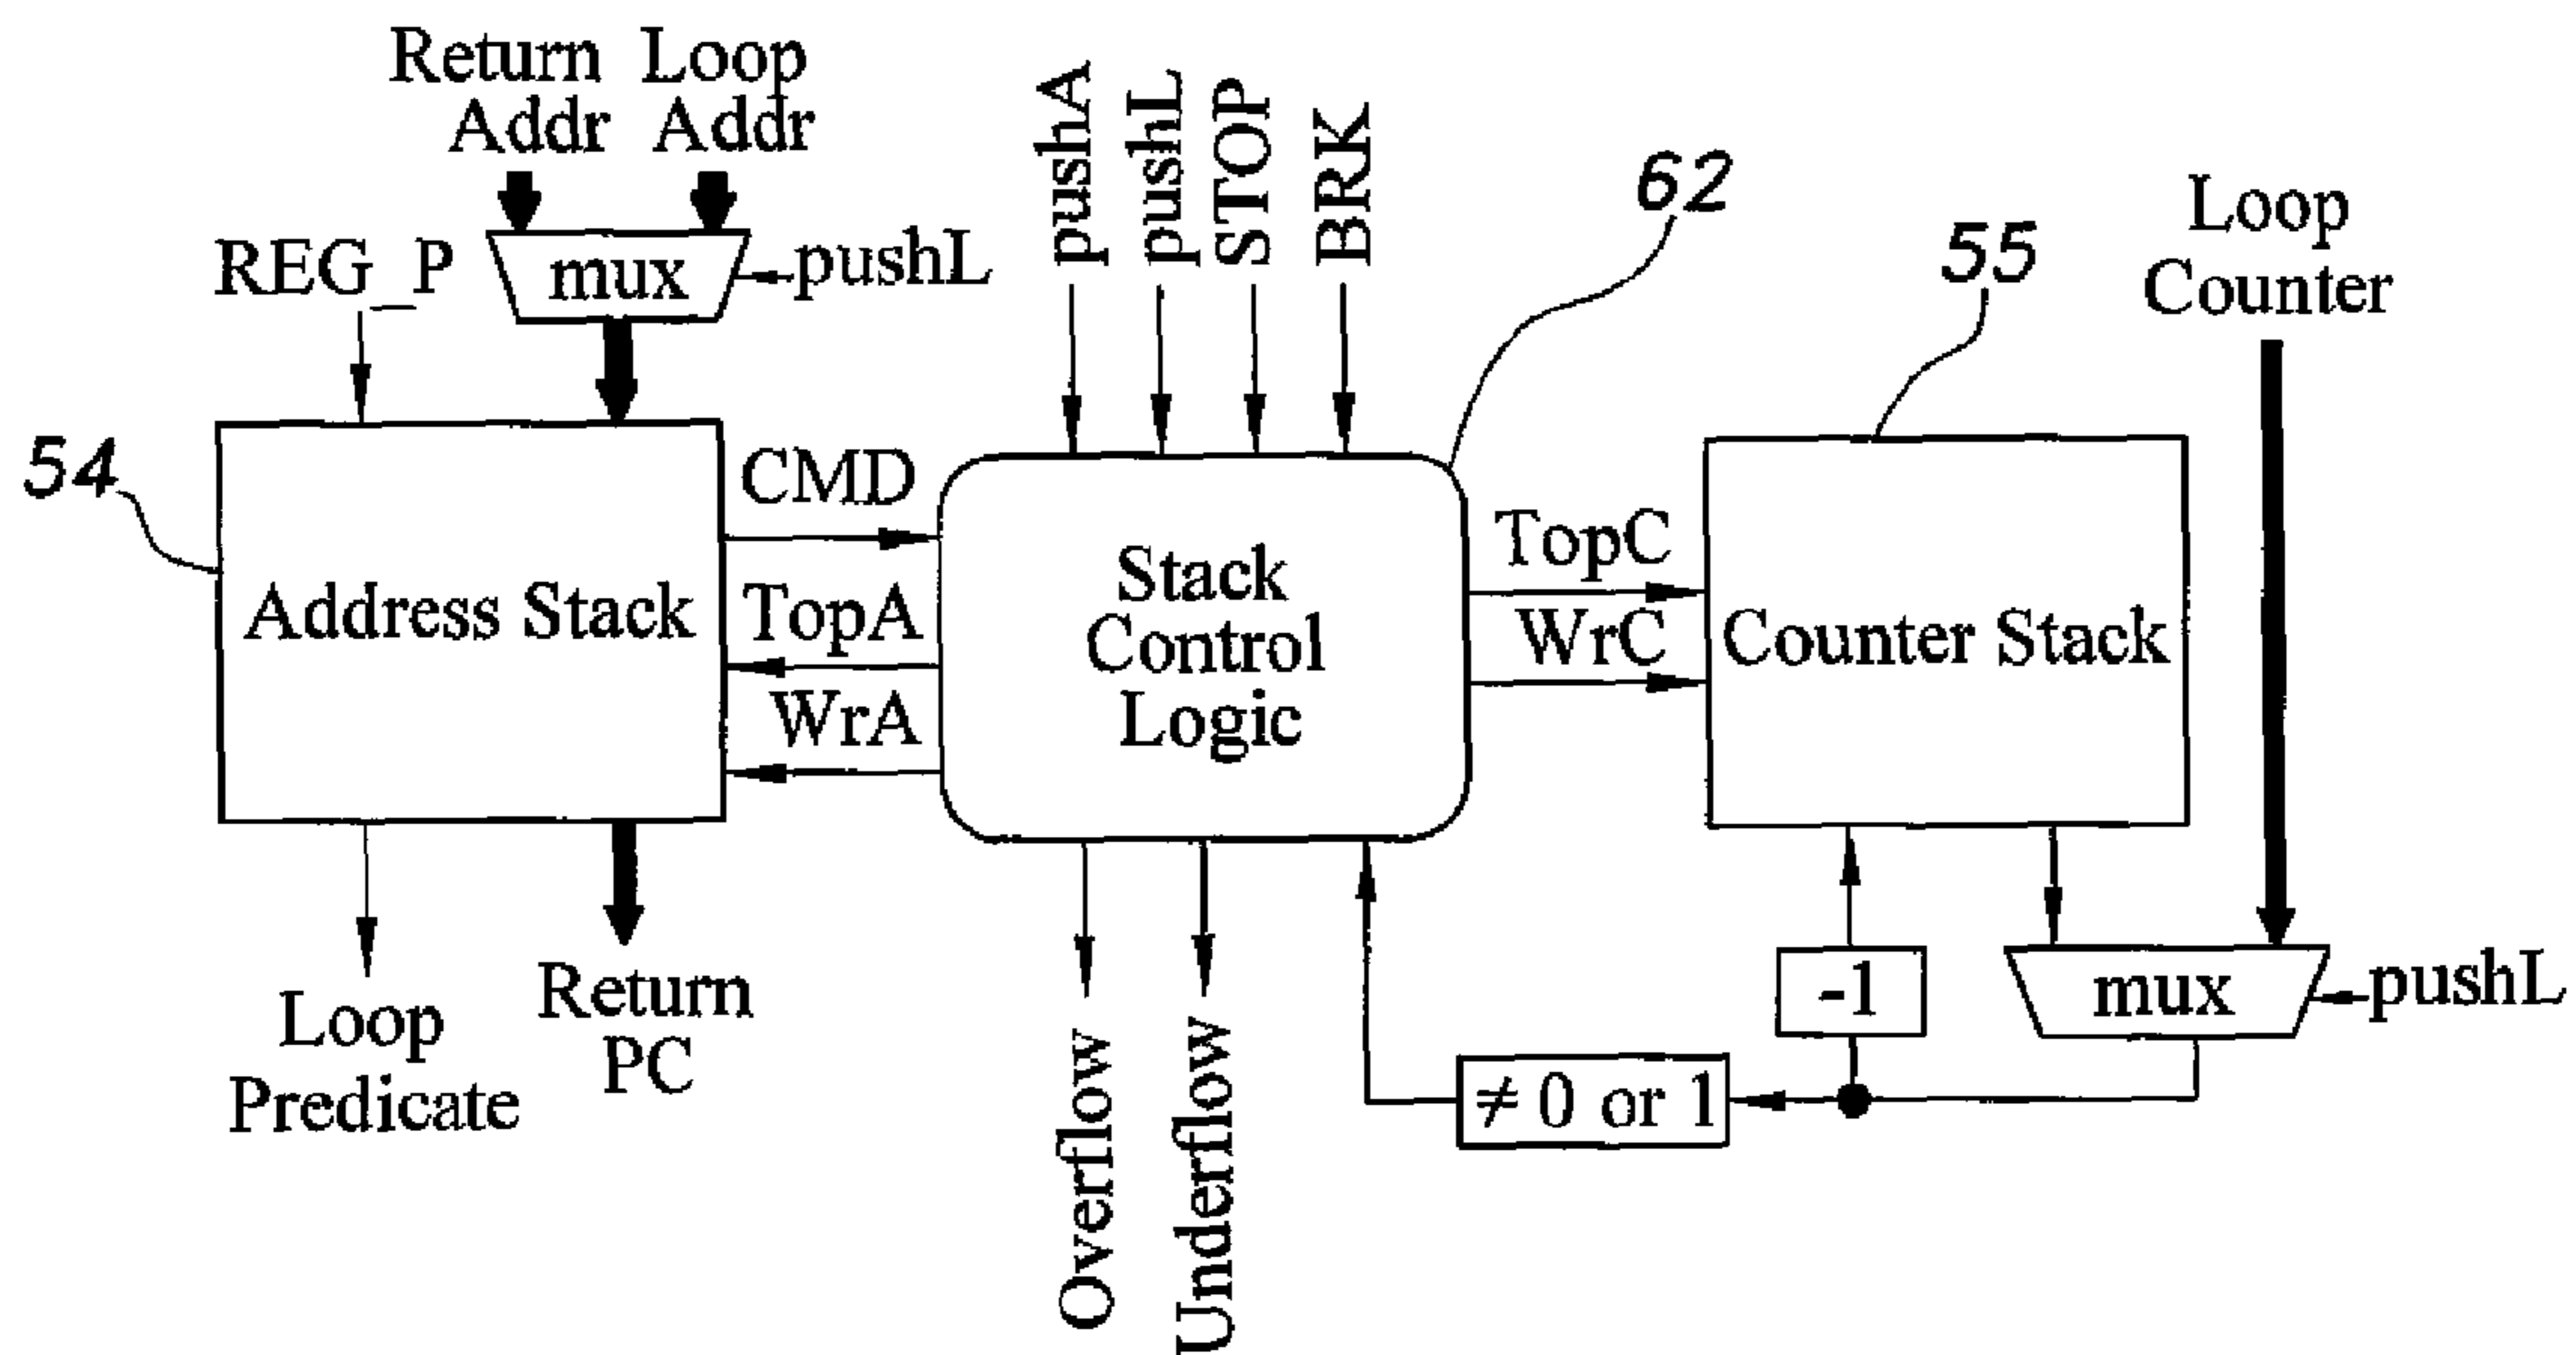 Return Loop
Addr Addr
REG_P
mux
pushL
pushA
pushL
STOP
BRK
62
55
Loop
Counter
54
CMD
TopA
WrA
Address Stack
Stack
Control
Logic
TopC
WrC
Counter Stack
Loop
Predicate
Return
PC
Overflow
Underflow
≠ 0 or 1
-1
mux
pushL